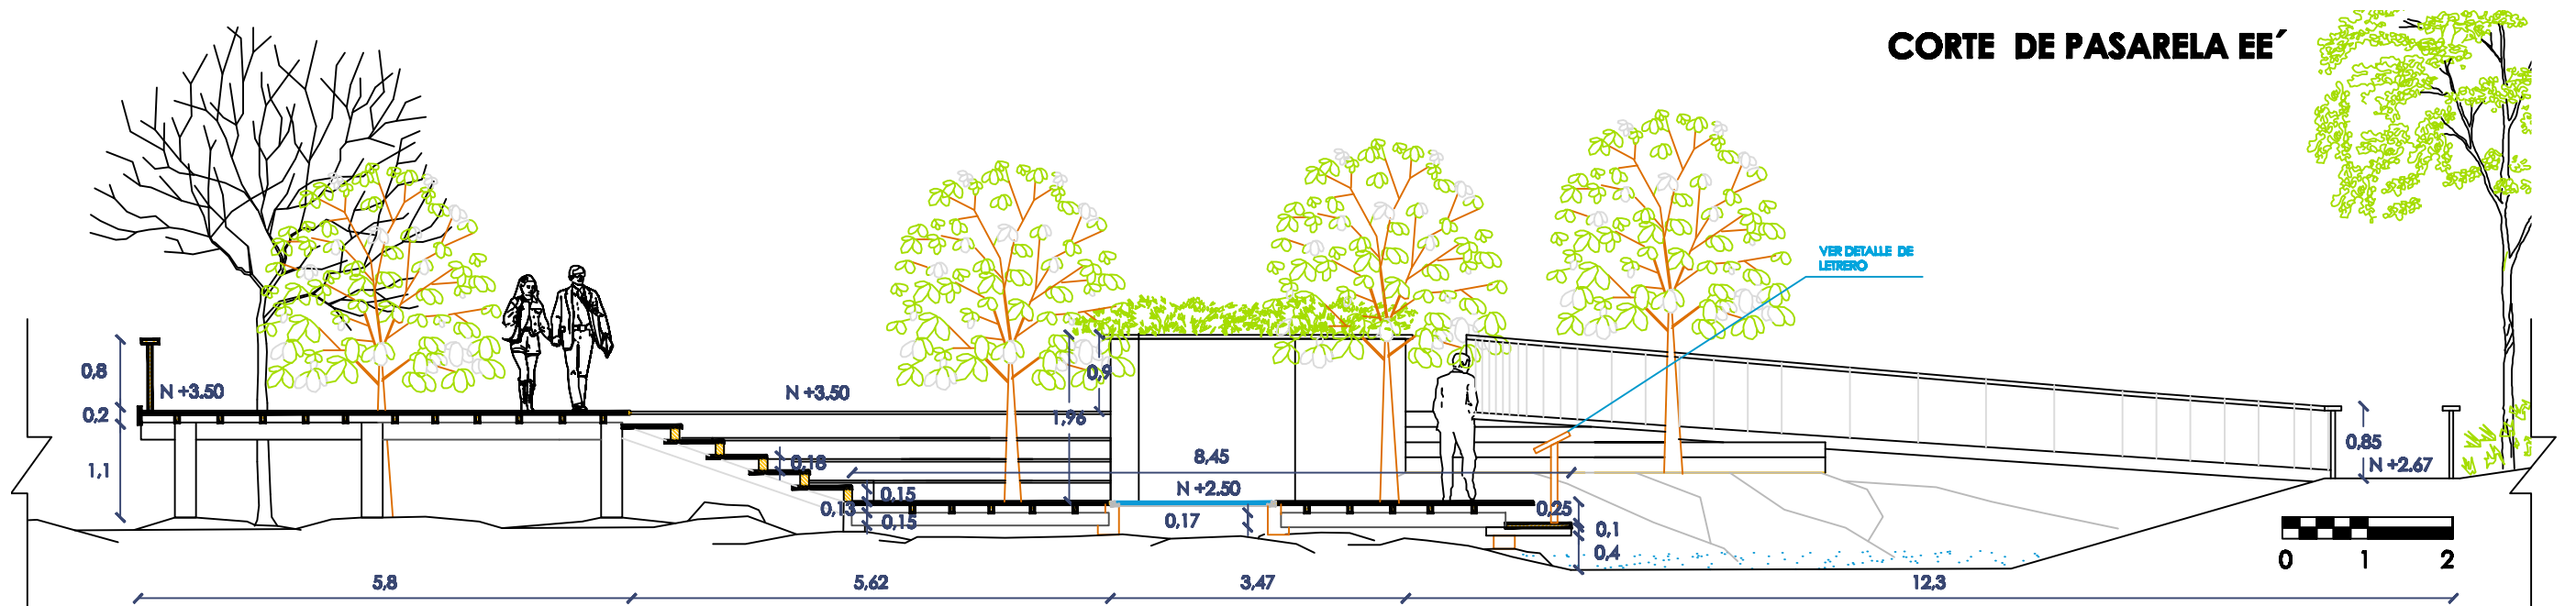 CORTE DE PASARELA EE´
VER DETALLE DE
LETRERO
0,8
N +3.50
N +3.50
0,9
0,2
1,96
0,85
1,1
0,18
8,45
N +2.67
0,15
N +2.50
0,13
0,15
0,17
0,25
0,1
0,4
0 1 2
5,8
5,62
3,47
12,3